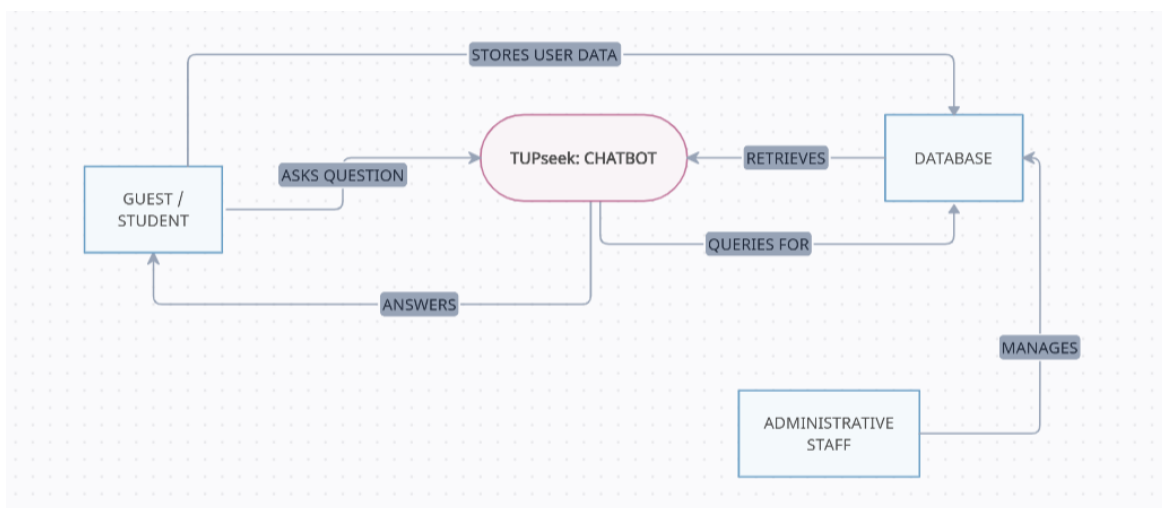 STORES USER DATA
TUPseek: CHATBOT
RETRIEVES
DATABASE
ASKS QUESTION
GUEST /
STUDENT
QUERIES FOR
ANSWERS
MANAGES
ADMINISTRATIVE
STAFF